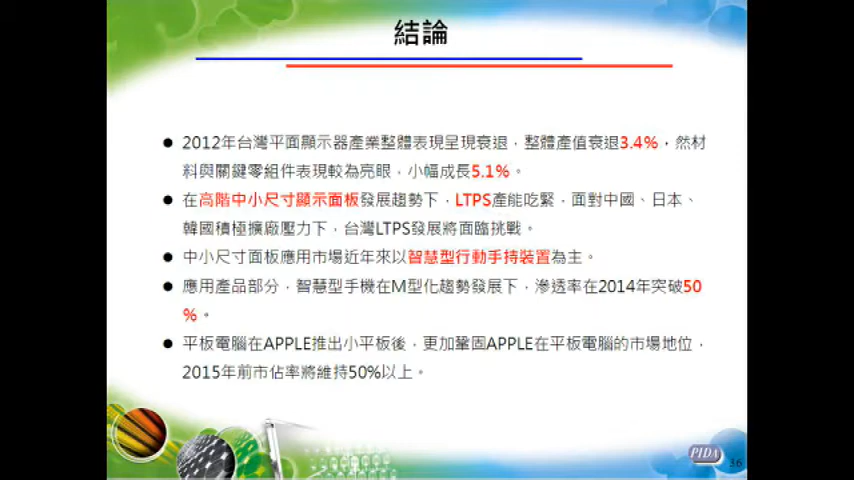 結論
● 2012年台灣平面顯示器產業整體表現呈現衰退，整體產值衰退3.4%，然材
料與關鍵零組件表現較為亮眼，小幅成長5.1%。
● 在高階中小尺寸顯示面板發展趨勢下，LTPS產能吃緊，面對中國、日本、
韓國積極擴廠壓力下，台灣LTPS發展將面臨挑戰。
● 中小尺寸面板應用市場近年來以智慧型行動手持裝置為主。
● 應用產品部分，智慧型手機在M型化趨勢發展下，滲透率在2014年突破50
%。
● 平板電腦在APPLE推出小平板後，更加鞏固APPLE在平板電腦的市場地位，
2015年前市佔率將維持50%以上。
PIDA
36